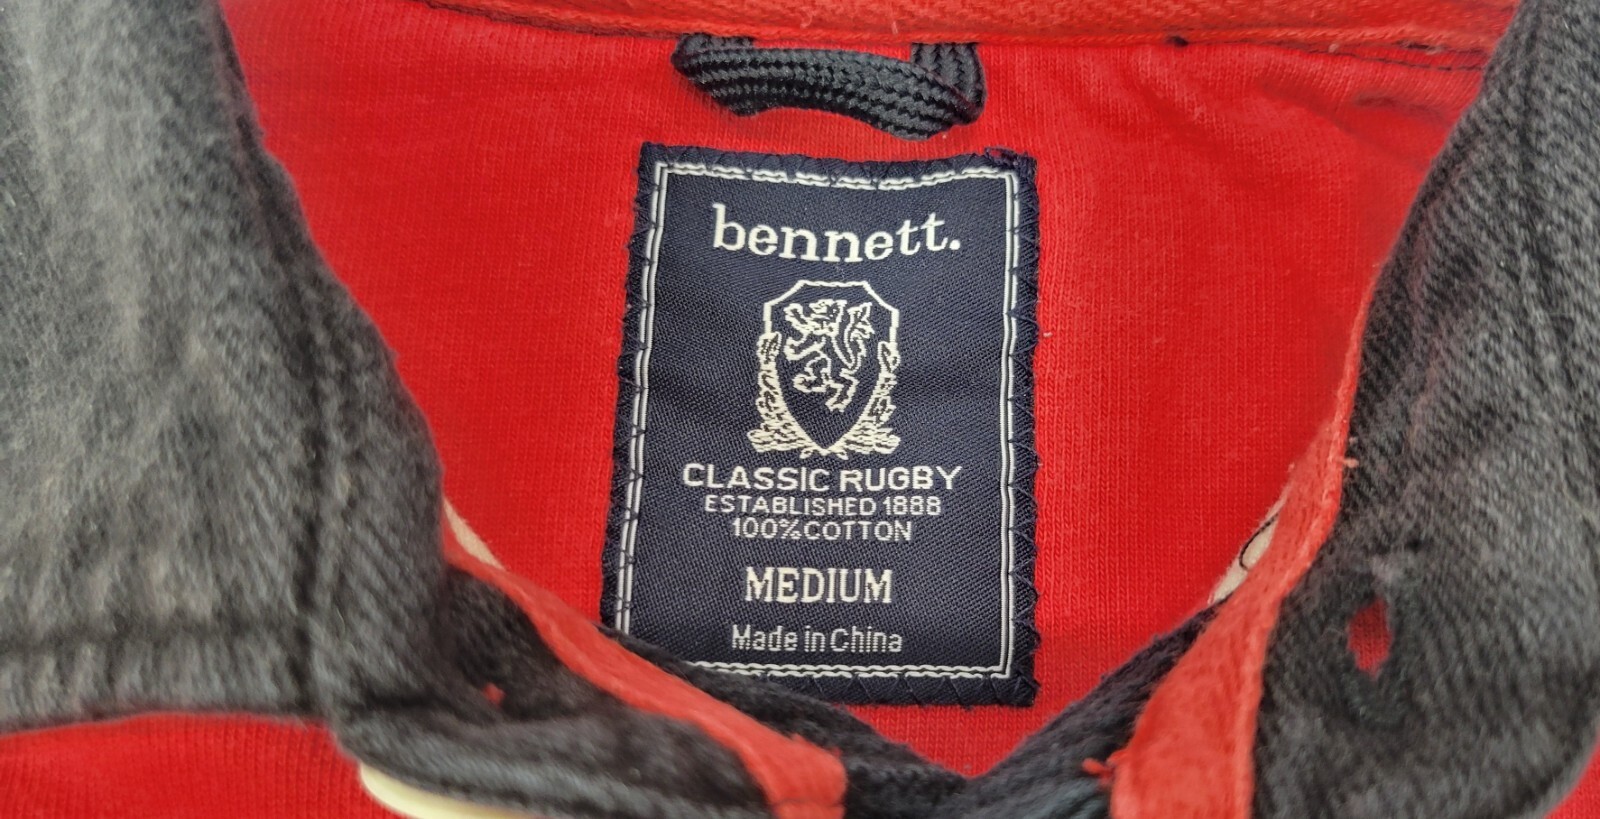 bennett.
CLASSIC RUGBY
ESTABLISHED 1888
100%COTTON
MEDIUM
Made in China